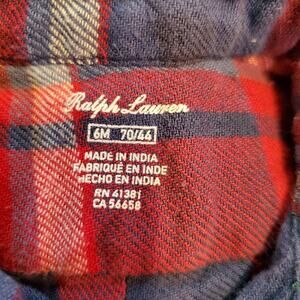 Ralph Lauren
6M 70/44
MADE IN INDIA
FABRIQUÉ EN INDE
HECHO EN INDIA
RN 41381
CA 56658